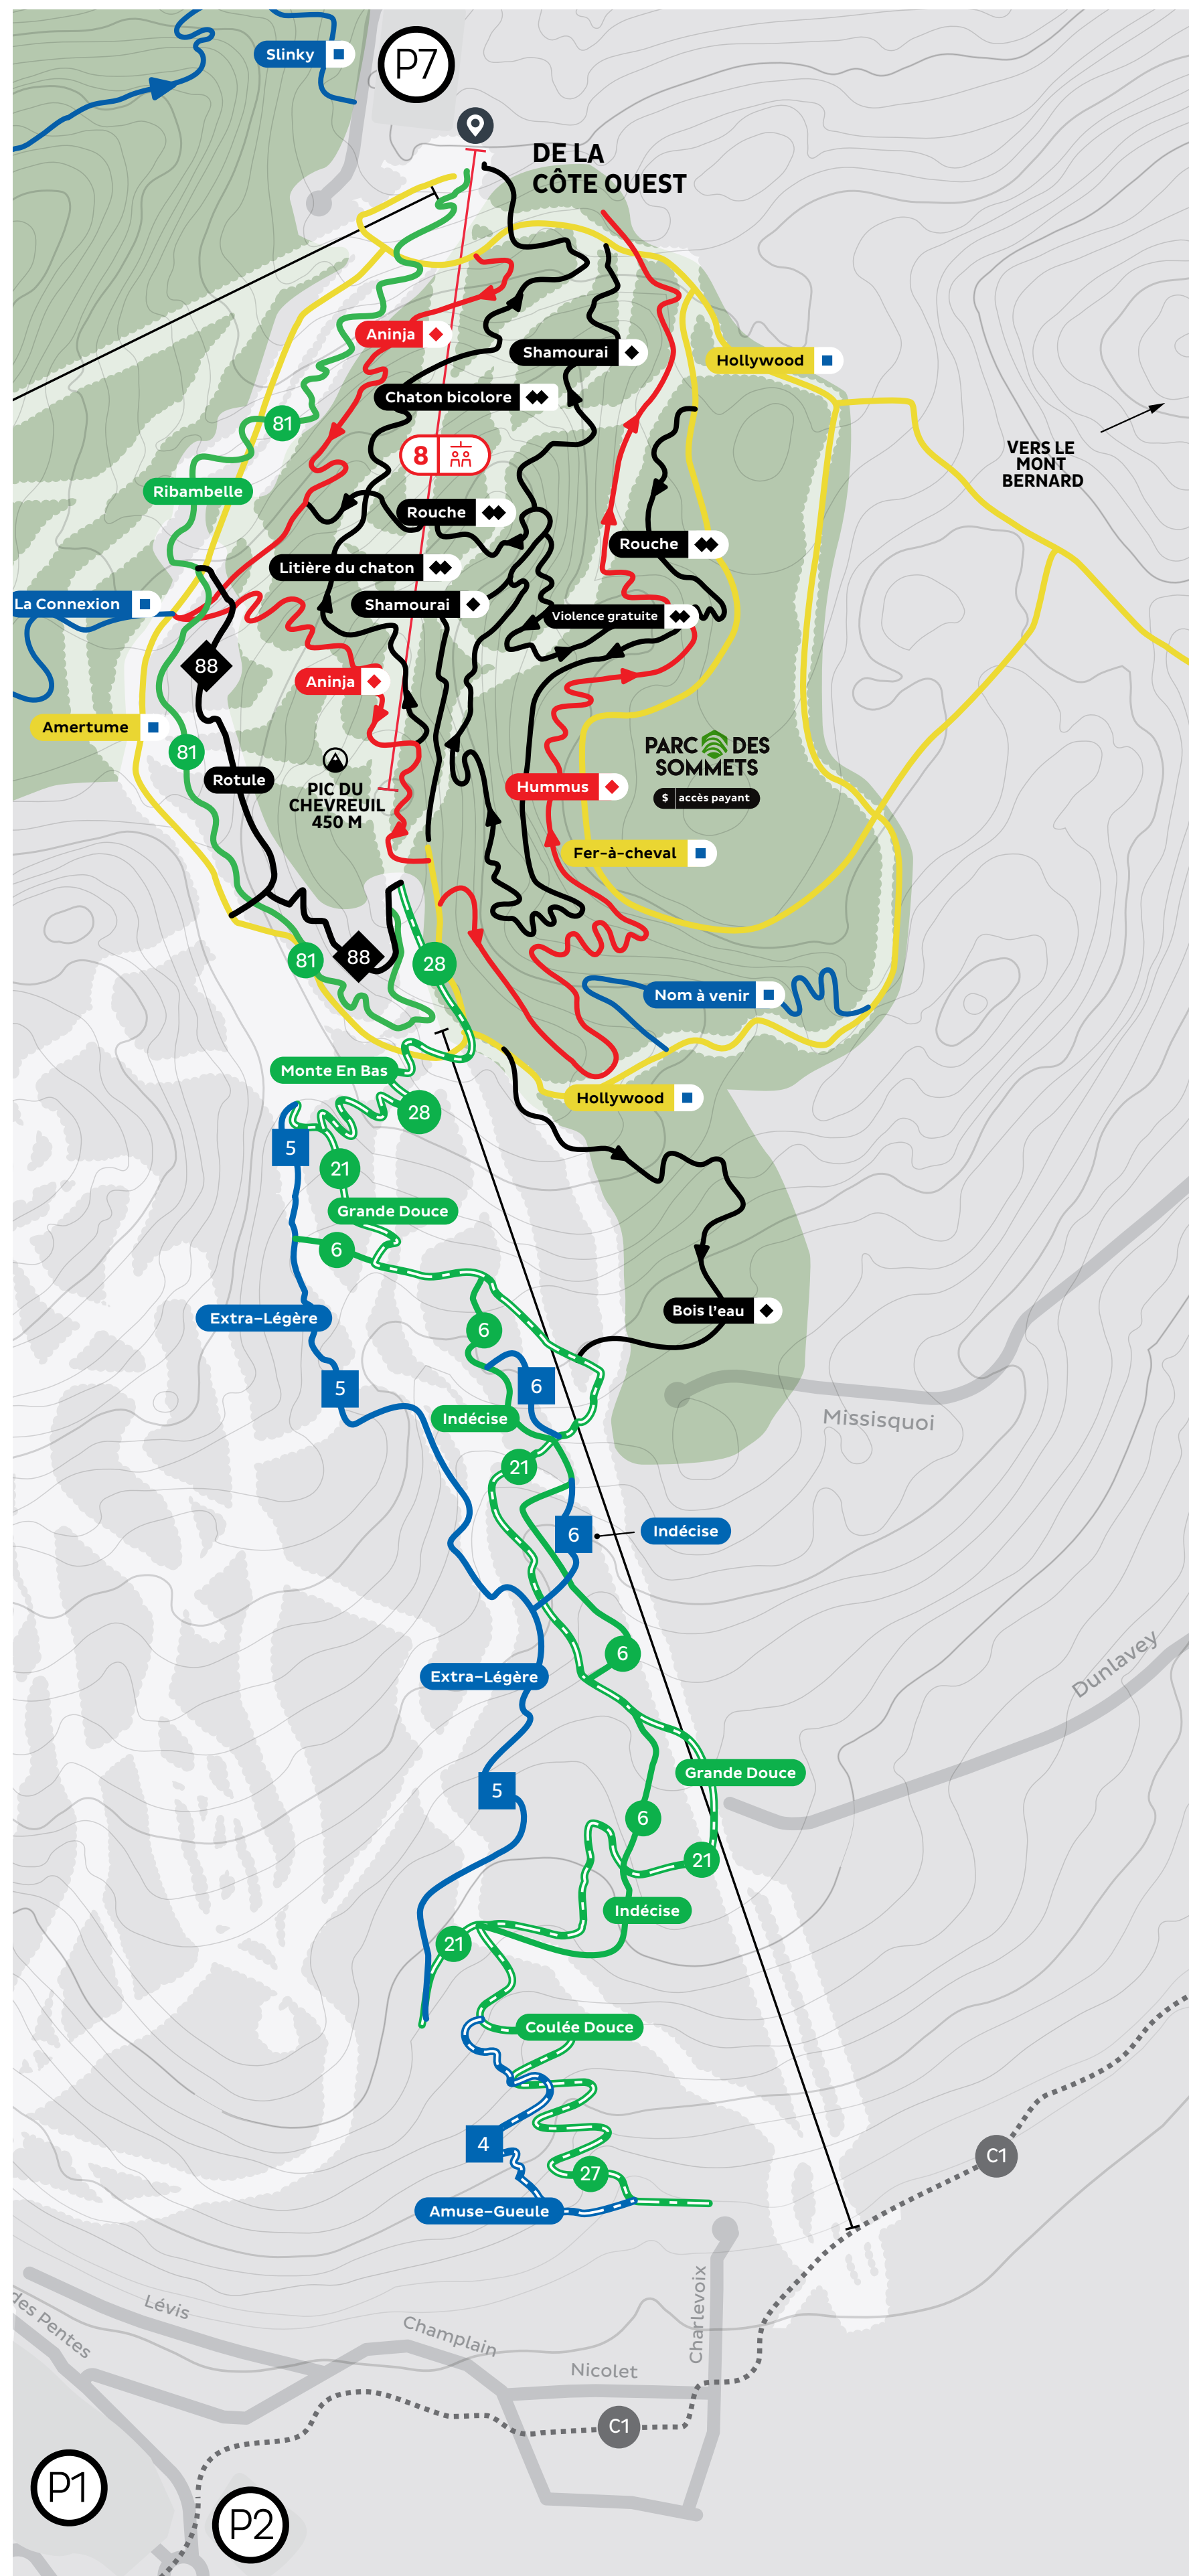 Slinky
P7
DE LA
CÔTE OUEST
Aninja
Shamourai
Hollywood
Chaton bicolore
81
8
VERS LE
MONT
BERNARD
Ribambelle
Rouche
Rouche
Litière du chaton
La Connexion
Shamourai
Violence gratuite
88
Aninja
Amertume
81
PARC DES
SOMMETS
$ accès payant
Rotule
PIC DU
CHEVREUIL
450 M
Hummus
Fer-à-cheval
81
88
28
Nom à venir
Monte En Bas
Hollywood
28
5
21
Grande Douce
6
Extra-Légère
Bois l'eau
6
5
6
Indécise
Missisquoi
21
6
Indécise
6
Extra-Légère
Dunlavey
Grande Douce
5
6
21
Indécise
21
Coulée Douce
4
C1
27
Amuse-Gueule
Charlevoix
Lévis
des Pentes
Champlain
Nicolet
C1
P1
P2